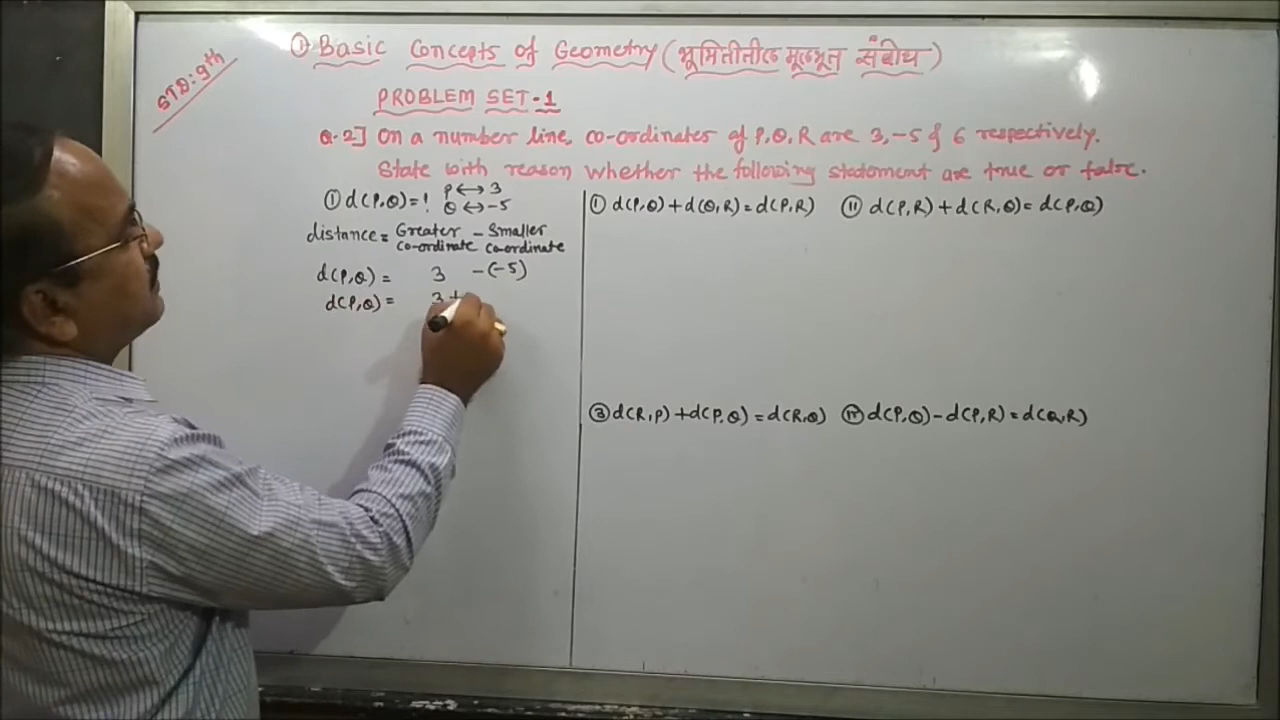 STD: 9th
① Basic Concepts of Geometry (भूमितीतील मूलभूत संबोध)
PROBLEM SET-1
Q.2] On a number line, co-ordinates of P, Q, R are 3, -5 & 6 respectively.
State with reason whether the following statement are true or false.
① d(P,Q) = ! P ↔ 3
Q ↔ -5
distance = Greater co-ordinate - Smaller co-ordinate
d(P,Q) = 3 - (-5)
d(P,Q) = 3 +
① d(P,Q) + d(Q,R) = d(P,R)
⑪ d(P,R) + d(R,Q) = d(P,Q)
③ d(R,P) + d(P,Q) = d(R,Q)
ⓘⓥ d(P,Q) - d(P,R) = d(Q,R)